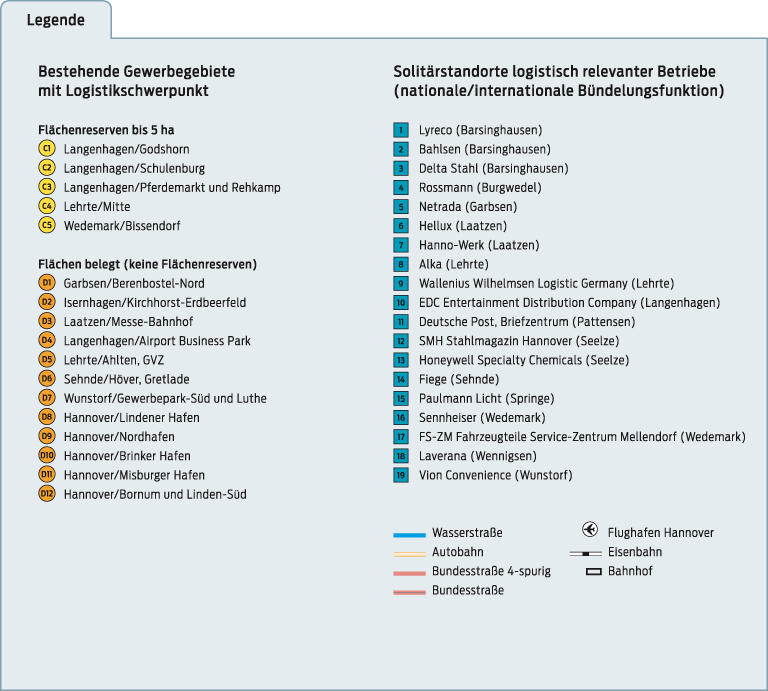 Legende
Bestehende Gewerbegebiete
mit Logistikschwerpunkt
Flächenreserven bis 5 ha
C1 Langenhagen/Godshorn
C2 Langenhagen/Schulenburg
C3 Langenhagen/Pferdemarkt und Rehkamp
C4 Lehrte/Mitte
C5 Wedemark/Bissendorf
Flächen belegt (keine Flächenreserven)
D1 Garbsen/Berenbostel-Nord
D2 Isernhagen/Kirchhorst-Erdbeerfeld
D3 Laatzen/Messe-Bahnhof
D4 Langenhagen/Airport Business Park
D5 Lehrte/Ahlten, GVZ
D6 Sehnde/Höver, Gretlade
D7 Wunstorf/Gewerbepark-Süd und Luthe
D8 Hannover/Lindener Hafen
D9 Hannover/Nordhafen
D10 Hannover/Brinker Hafen
D11 Hannover/Misburger Hafen
D12 Hannover/Bornum und Linden-Süd
Solitärstandorte logistisch relevanter Betriebe
(nationale/internationale Bündelungsfunktion)
1 Lyreco (Barsinghausen)
2 Bahlsen (Barsinghausen)
3 Delta Stahl (Barsinghausen)
4 Rossmann (Burgwedel)
5 Netrada (Garbsen)
6 Hellux (Laatzen)
7 Hanno-Werk (Laatzen)
8 Alka (Lehrte)
9 Wallenius Wilhelmsen Logistic Germany (Lehrte)
10 EDC Entertainment Distribution Company (Langenhagen)
11 Deutsche Post, Briefzentrum (Pattensen)
12 SMH Stahlmagazin Hannover (Seelze)
13 Honeywell Specialty Chemicals (Seelze)
14 Fiege (Sehnde)
15 Paulmann Licht (Springe)
16 Sennheiser (Wedemark)
17 FS-ZM Fahrzeugteile Service-Zentrum Mellendorf (Wedemark)
18 Laverana (Wennigsen)
19 Vion Convenience (Wunstorf)
Wasserstraße
Autobahn
Bundesstraße 4-spurig
Bundesstraße
Flughafen Hannover
Eisenbahn
Bahnhof